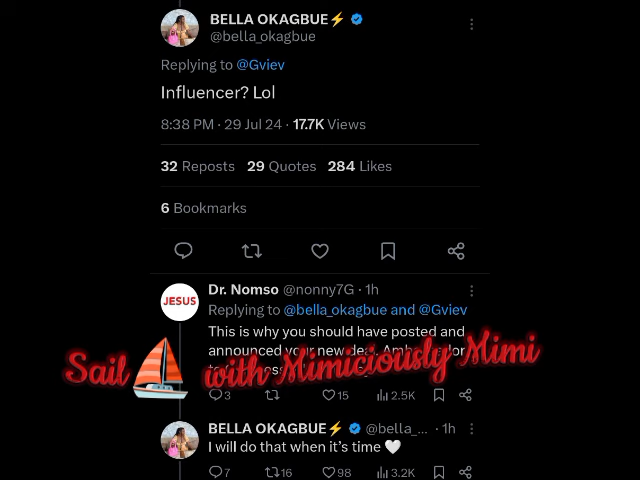 BELLA OKAGBUE⚡
@bella_okagbue
Replying to @Gviev
Influencer? Lol
8:38 PM · 29 Jul 24 · 17.7K Views
32 Reposts 29 Quotes 284 Likes
6 Bookmarks
JESUS
Dr. Nomso @nonny7G · 1h
Replying to @bella_okagbue and @Gviev
This is why you should have posted and
announced your new deal.
Sail with Mimiciously Mimi
3 15 2.5K
BELLA OKAGBUE⚡ @bella_... · 1h
I will do that when it's time 🤍
7 16 98 3.2K